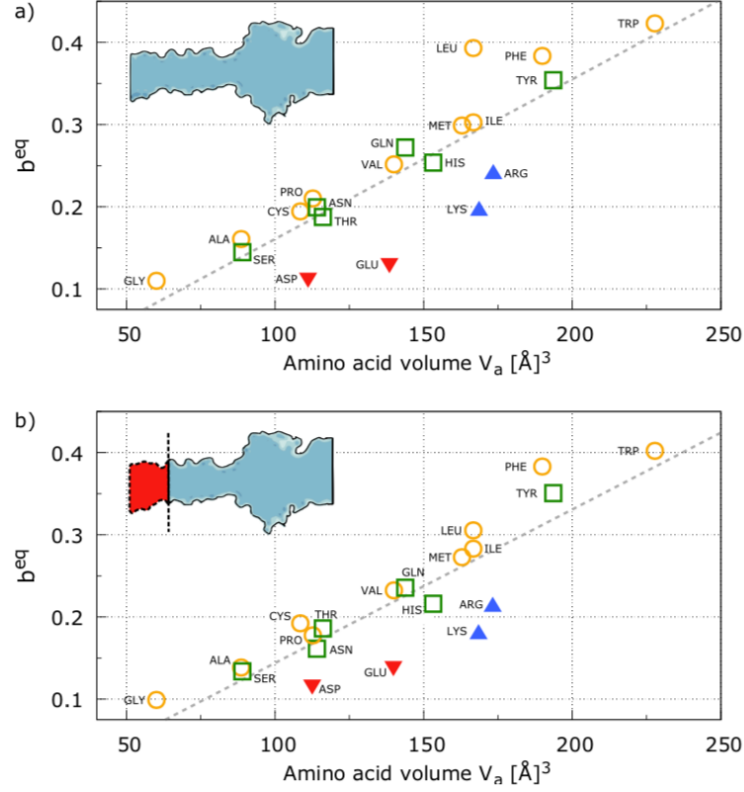 a)
0.4
0.3
0.2
0.1
b^eq
TRP
LEU
PHE
TYR
MET
ILE
GLN
VAL
HIS
ARG
PRO
ASN
CYS
THR
LYS
ALA
SER
GLY
ASP
GLU
50 100 150 200 250
Amino acid volume V_a [Å]^3
b)
0.4
0.3
0.2
0.1
b^eq
TRP
PHE
TYR
LEU
ILE
MET
GLN
VAL
HIS
ARG
CYS
THR
PRO
ASN
LYS
ALA
SER
GLU
GLY
ASP
50 100 150 200 250
Amino acid volume V_a [Å]^3